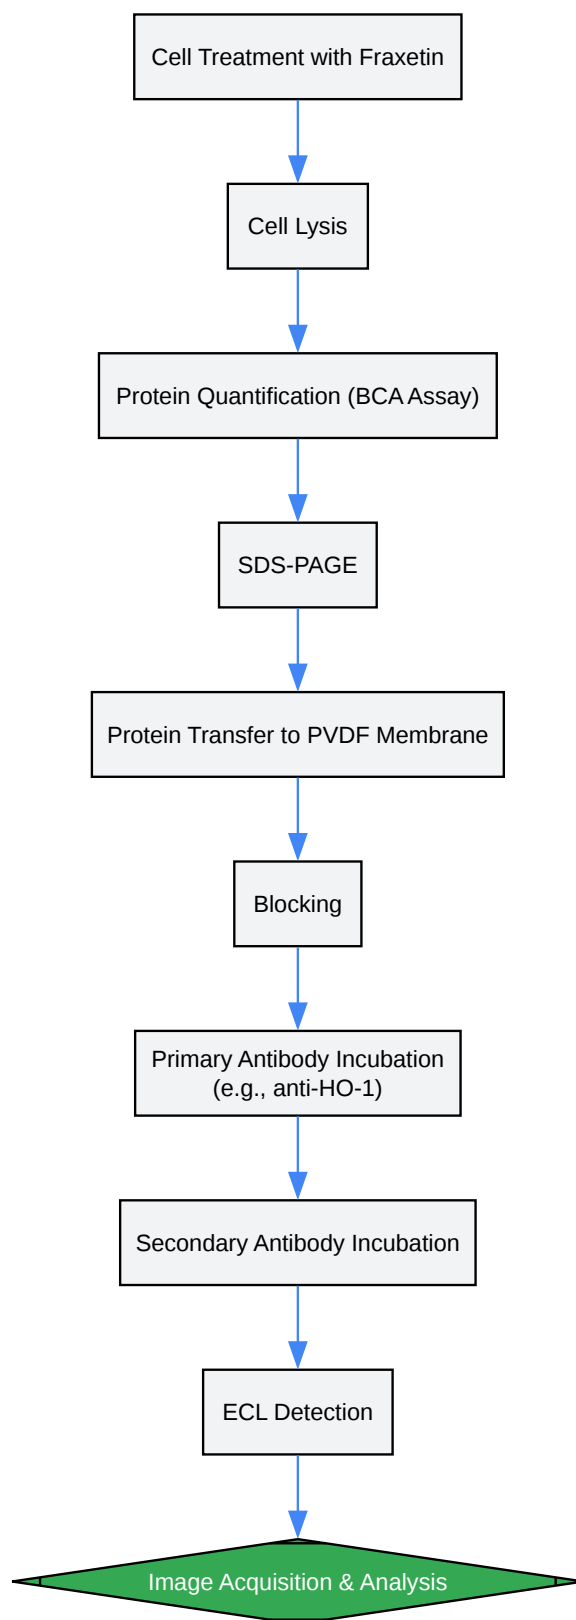 Cell Treatment with Fraxetin
Cell Lysis
Protein Quantification (BCA Assay)
SDS-PAGE
Protein Transfer to PVDF Membrane
Blocking
Primary Antibody Incubation
(e.g., anti-HO-1)
Secondary Antibody Incubation
ECL Detection
Image Acquisition & Analysis